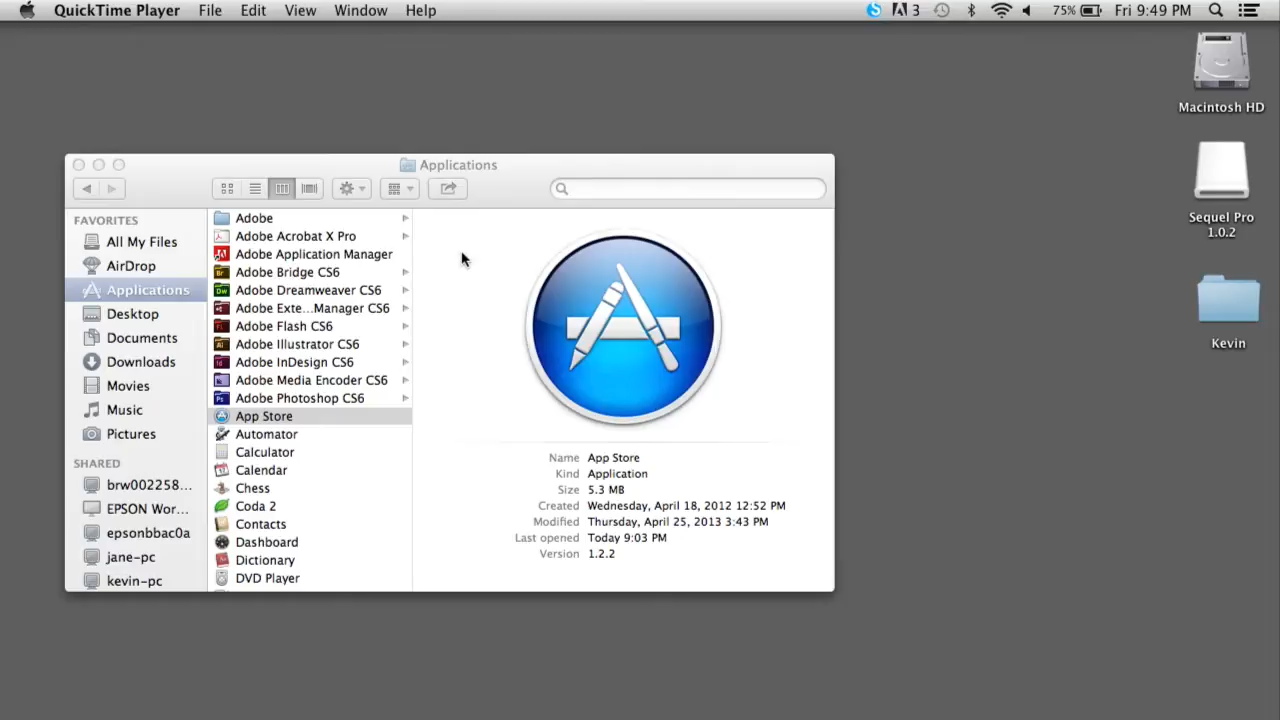 QuickTime Player File Edit View Window Help 3 75% Fri 9:49 PM
Macintosh HD
Sequel Pro
1.0.2
Kevin
Applications
FAVORITES
All My Files
AirDrop
Applications
Desktop
Documents
Downloads
Movies
Music
Pictures
SHARED
brw002258...
EPSON Wor...
epsonbbac0a
jane-pc
kevin-pc
Adobe
Adobe Acrobat X Pro
Adobe Application Manager
Adobe Bridge CS6
Adobe Dreamweaver CS6
Adobe Exte...Manager CS6
Adobe Flash CS6
Adobe Illustrator CS6
Adobe InDesign CS6
Adobe Media Encoder CS6
Adobe Photoshop CS6
App Store
Automator
Calculator
Calendar
Chess
Coda 2
Contacts
Dashboard
Dictionary
DVD Player
Name App Store
Kind Application
Size 5.3 MB
Created Wednesday, April 18, 2012 12:52 PM
Modified Thursday, April 25, 2013 3:43 PM
Last opened Today 9:03 PM
Version 1.2.2